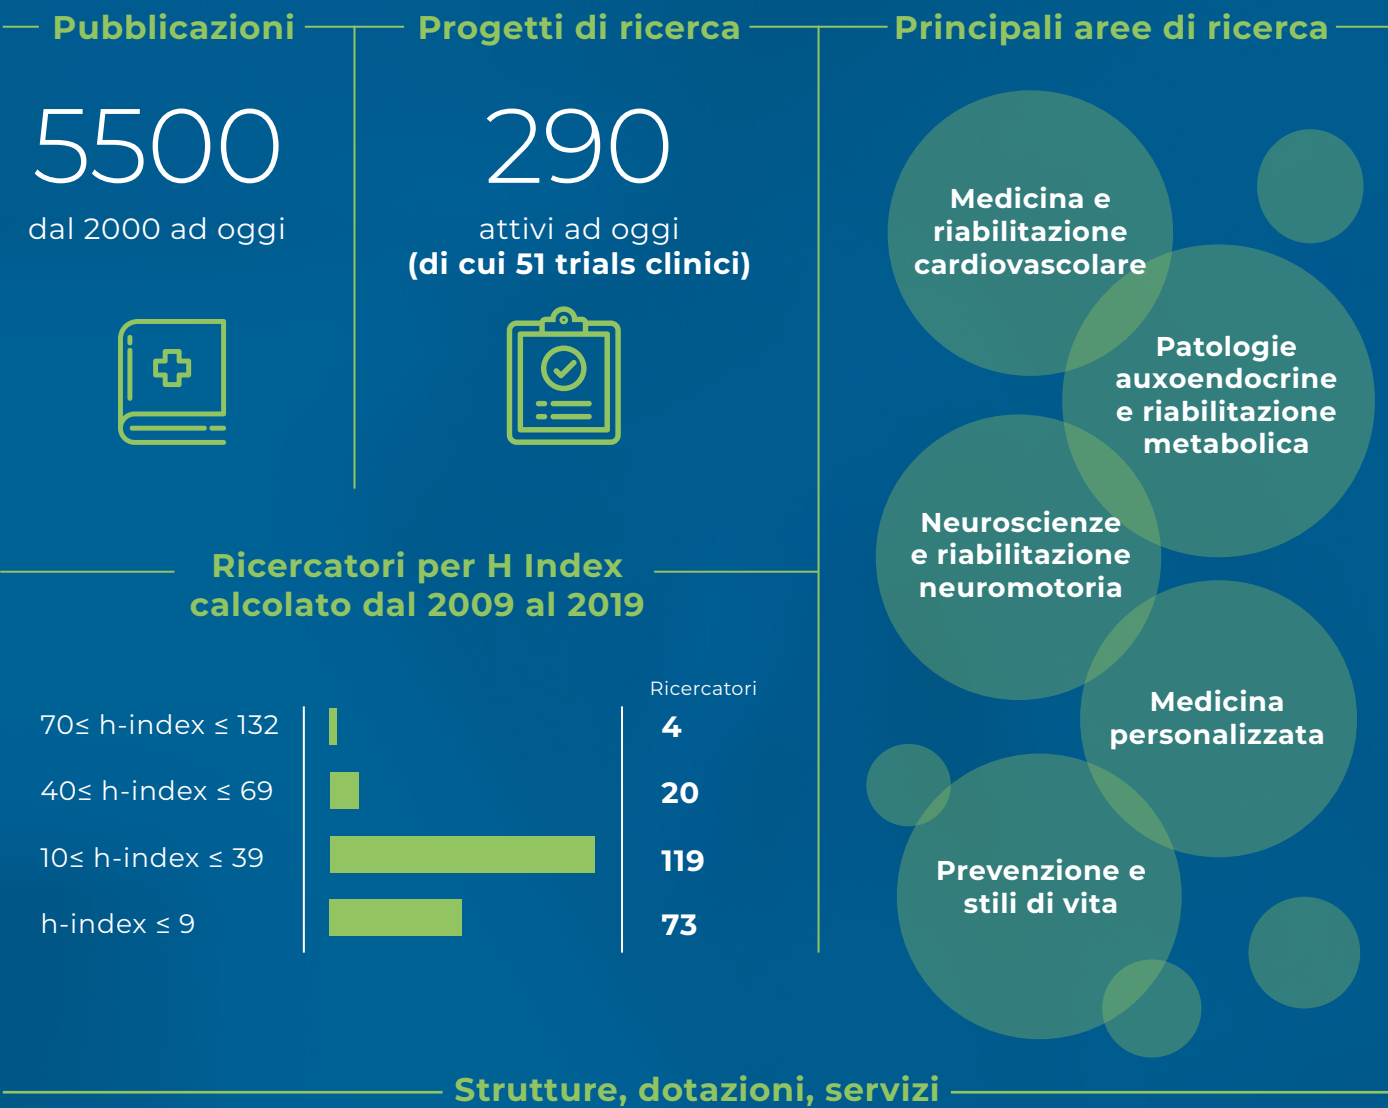 Pubblicazioni
5500
dal 2000 ad oggi
Progetti di ricerca
290
attivi ad oggi
(di cui 51 trials clinici)
Principali aree di ricerca
Medicina e
riabilitazione
cardiovascolare
Patologie
auxoendocrine
e riabilitazione
metabolica
Neuroscienze
e riabilitazione
neuromotoria
Medicina
personalizzata
Prevenzione e
stili di vita
Ricercatori per H Index
calcolato dal 2009 al 2019
Ricercatori
70≤ h-index ≤ 132 4
40≤ h-index ≤ 69 20
10≤ h-index ≤ 39 119
h-index ≤ 9 73
Strutture, dotazioni, servizi